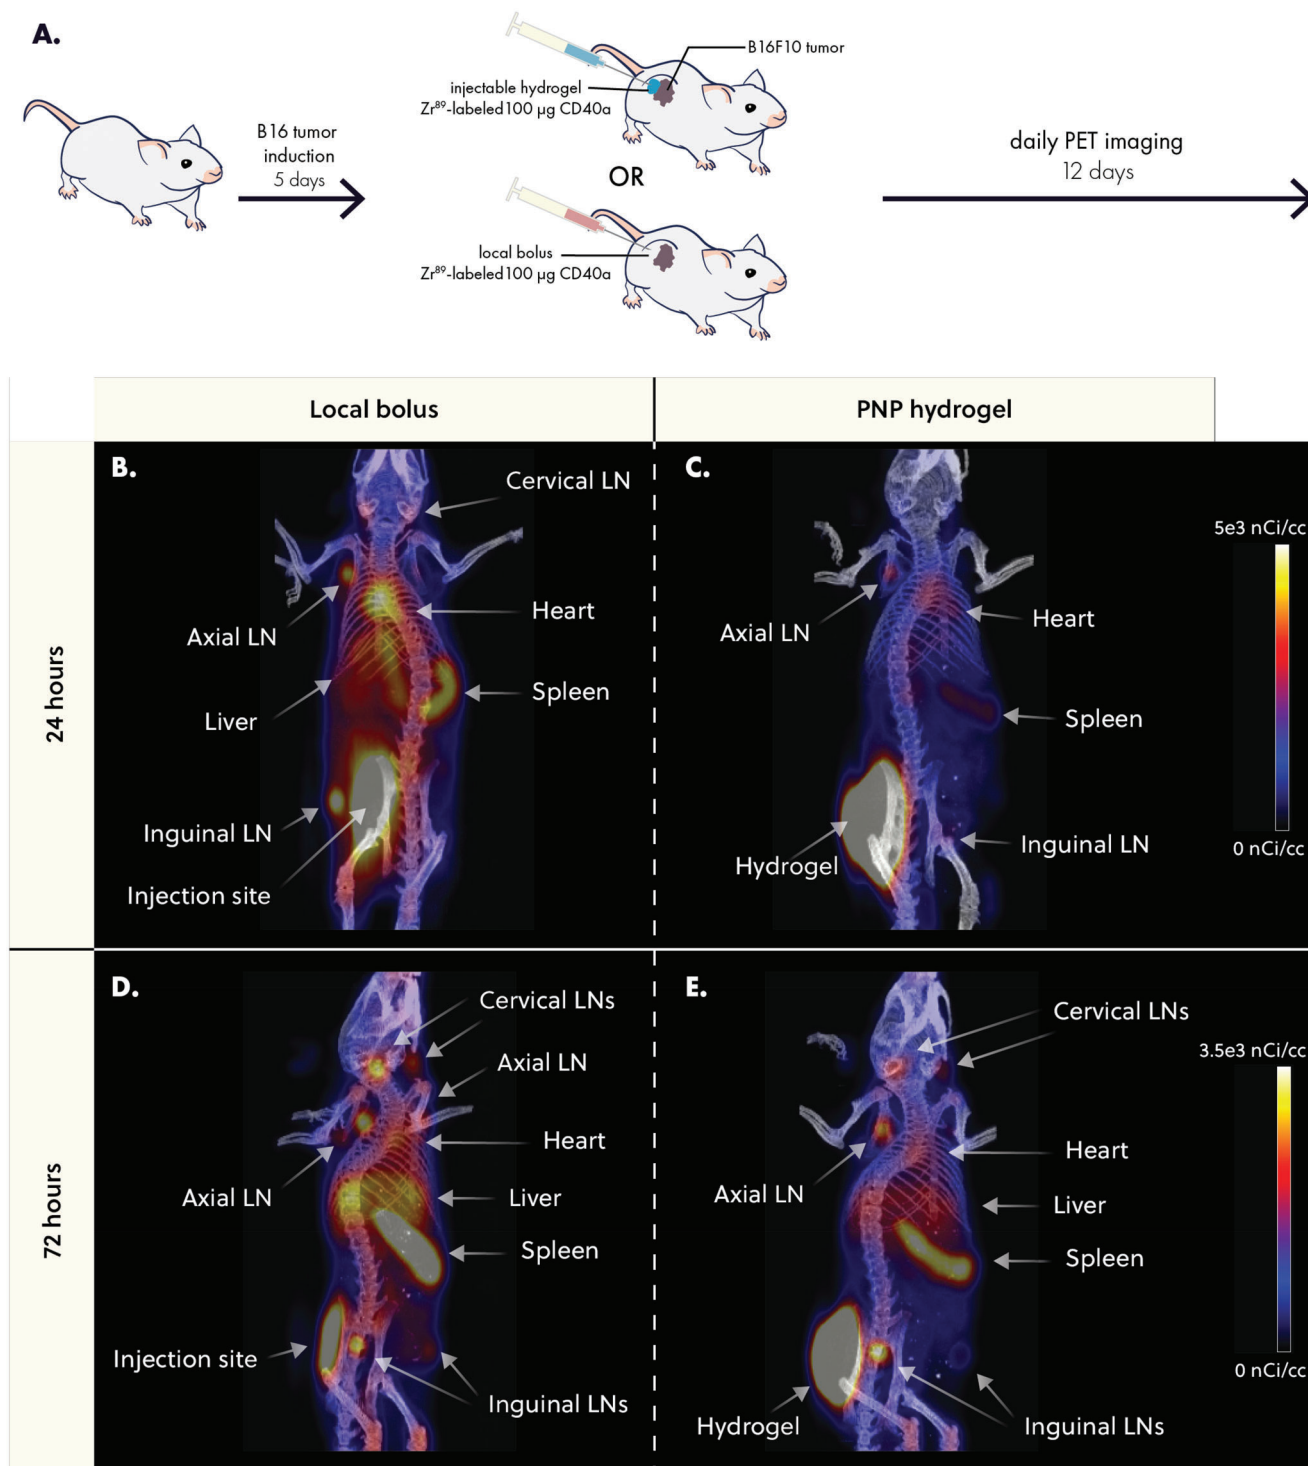 A.
B16 tumor
induction
5 days
B16F10 tumor
injectable hydrogel
Zr⁸⁹-labeled100 µg CD40a
OR
local bolus
Zr⁸⁹-labeled100 µg CD40a
daily PET imaging
12 days
Local bolus
PNP hydrogel
24 hours
B.
Cervical LN
Axial LN
Heart
Liver
Spleen
Inguinal LN
Injection site
C.
Axial LN
Heart
Spleen
Hydrogel
Inguinal LN
5e3 nCi/cc
0 nCi/cc
72 hours
D.
Cervical LNs
Axial LN
Heart
Axial LN
Liver
Spleen
Injection site
Inguinal LNs
E.
Cervical LNs
Heart
Axial LN
Liver
Spleen
Hydrogel
Inguinal LNs
3.5e3 nCi/cc
0 nCi/cc